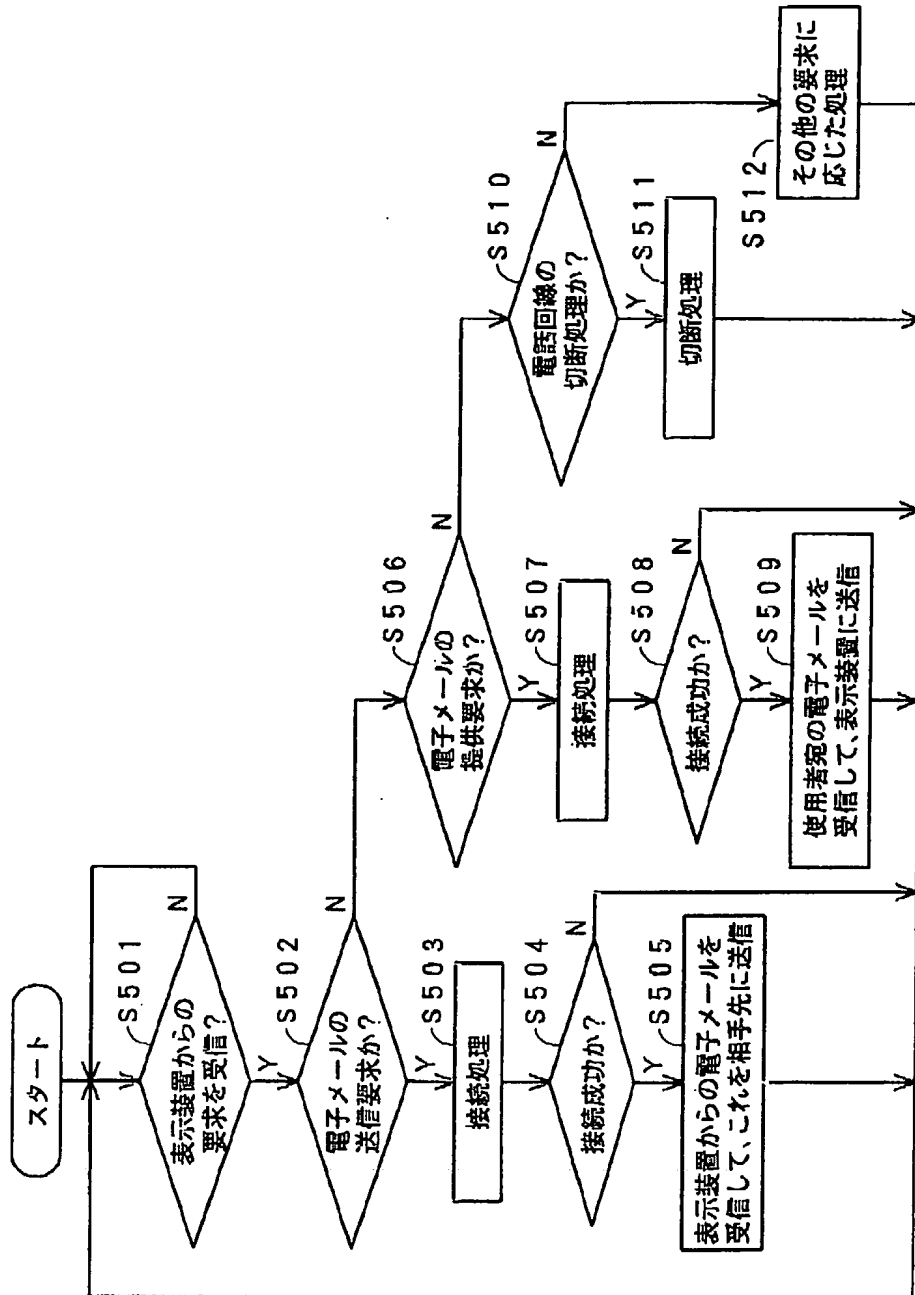 スタート
S501
表示装置からの
要求を受信?
N
Y
S502
電子メールの
送信要求か?
N
Y
S503
接続処理
S504
接続成功か?
N
Y
S505
表示装置からの電子メールを
受信して、これを相手先に送信
S506
電子メールの
提供要求か?
N
Y
S507
接続処理
S508
接続成功か?
N
Y
S509
使用者宛の電子メールを
受信して、表示装置に送信
S510
電話回線の
切断処理か?
N
Y
S511
切断処理
S512
その他の要求に
応じた処理